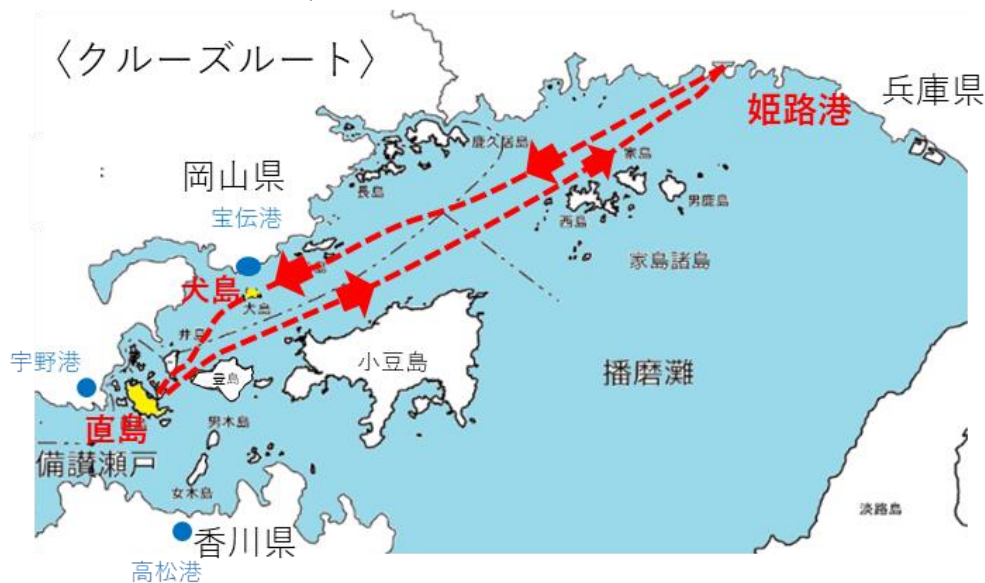 〈クルーズルート〉
兵庫県
姫路港
鹿久居島
家島
岡山県
長島
男鹿島
西島
宝伝港
家島諸島
島
犬島
犬島
井島
宇野港
小豆島
豊島
播磨灘
直島
男木島
備讃瀬戸
女木島
淡路島
香川県
高松港